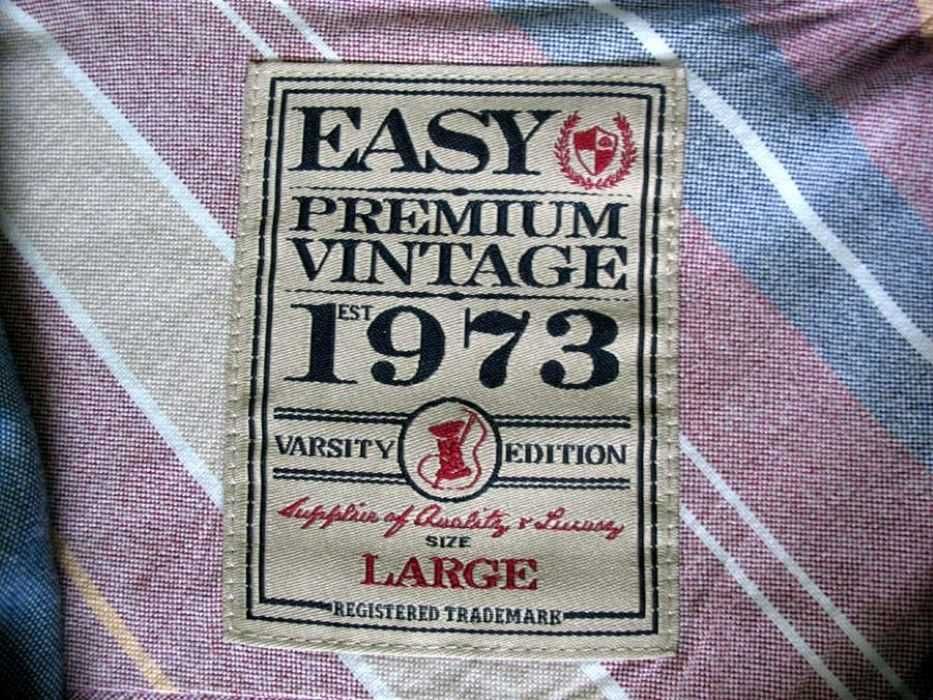 EASY
PREMIUM
VINTAGE
EST 1973
VARSITY EDITION
Supplier of Quality & Luxury
SIZE
LARGE
REGISTERED TRADEMARK